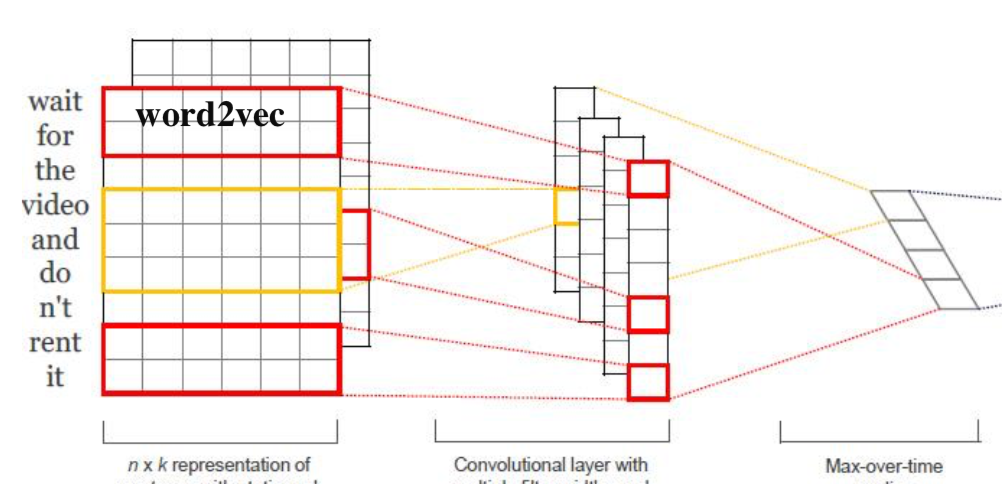 wait
for
the
video
and
do
n't
rent
it
word2vec
n x k representation of
Convolutional layer with
Max-over-time